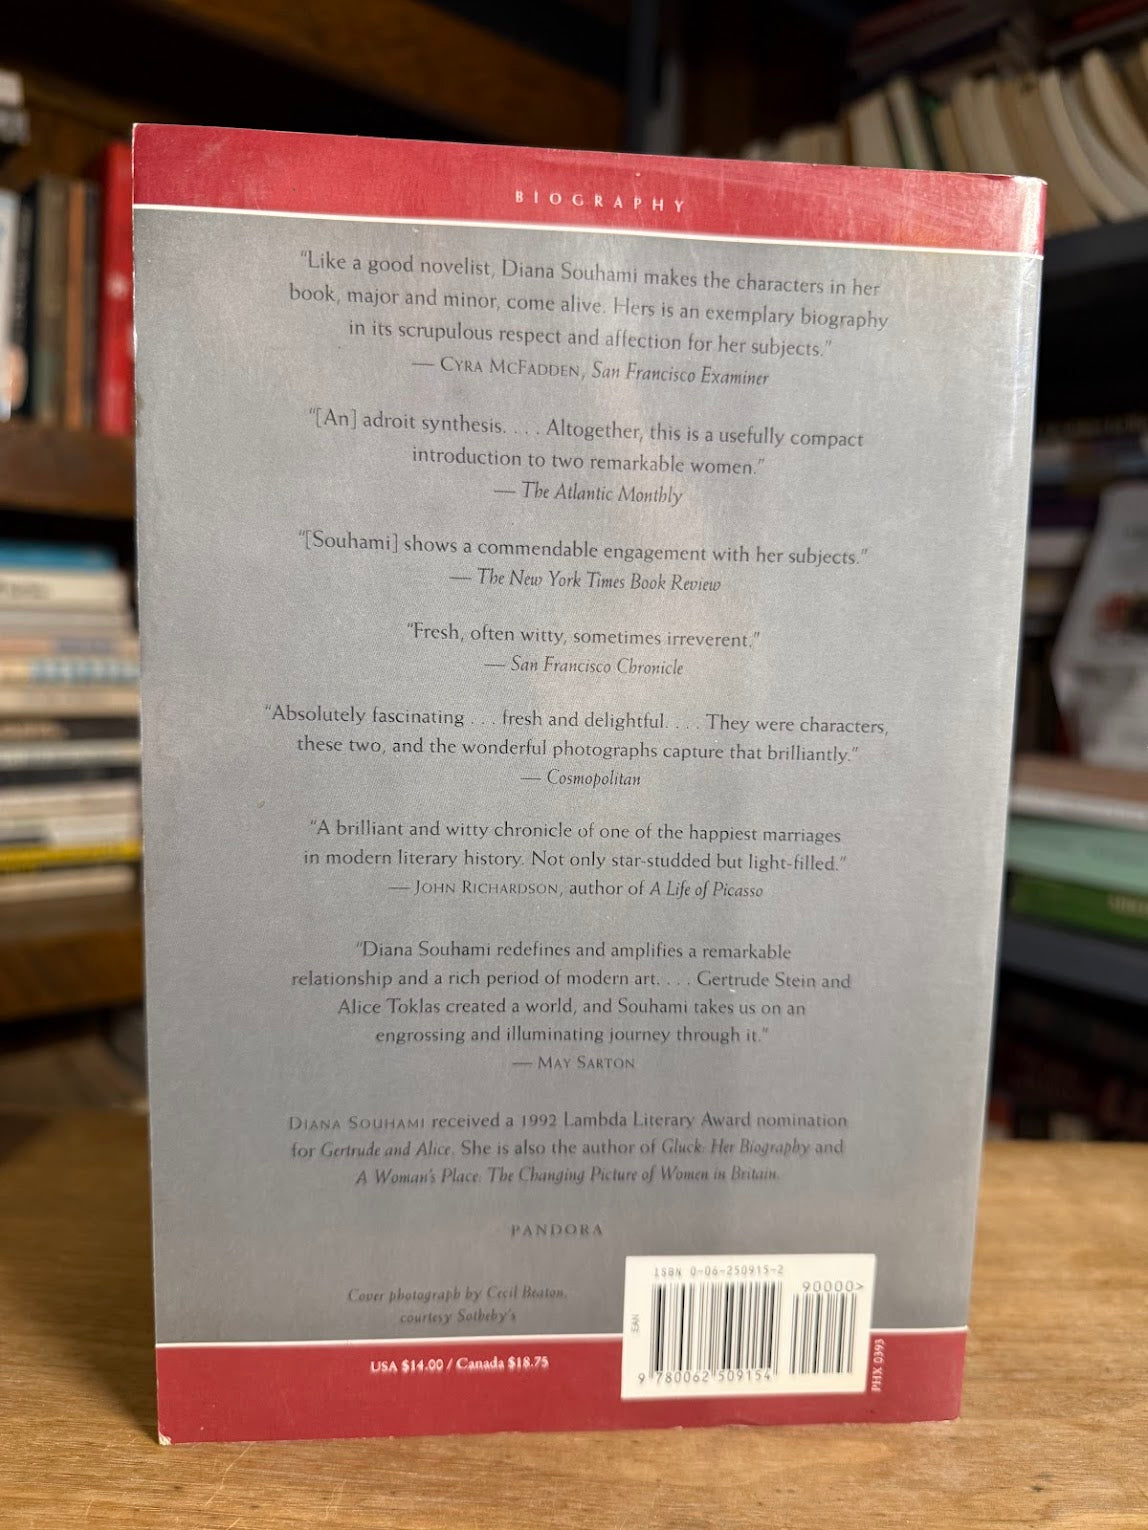 BIOGRAPHY
“Like a good novelist, Diana Souhami makes the characters in her
book, major and minor, come alive. Hers is an exemplary biography
in its scrupulous respect and affection for her subjects.”
— CYRA MCFADDEN, San Francisco Examiner
“[An] adroit synthesis. . . . Altogether, this is a usefully compact
introduction to two remarkable women.”
— The Atlantic Monthly
“[Souhami] shows a commendable engagement with her subjects.”
— The New York Times Book Review
“Fresh, often witty, sometimes irreverent.”
— San Francisco Chronicle
“Absolutely fascinating . . . fresh and delightful. . . . They were characters,
these two, and the wonderful photographs capture that brilliantly.”
— Cosmopolitan
“A brilliant and witty chronicle of one of the happiest marriages
in modern literary history. Not only star-studded but light-filled.”
— JOHN RICHARDSON, author of A Life of Picasso
“Diana Souhami redefines and amplifies a remarkable
relationship and a rich period of modern art. . . . Gertrude Stein and
Alice Toklas created a world, and Souhami takes us on an
engrossing and illuminating journey through it.”
— MAY SARTON
DIANA SOUHAMI received a 1992 Lambda Literary Award nomination
for Gertrude and Alice. She is also the author of Gluck: Her Biography and
A Woman's Place: The Changing Picture of Women in Britain.
PANDORA
Cover photograph by Cecil Beaton,
courtesy Sotheby's
USA $14.00 / Canada $18.75
ISBN 0-06-250915-2
90000>
EAN
9 780062 509154
PHX 0393